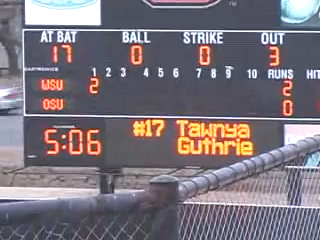 AT BAT BALL STRIKE OUT
17 0 0 3
1 2 3 4 5 6 7 8 9 10 RUNS HIT
WSU 2 2
OSU 0
5:06 #17 Tawnya
Guthrie